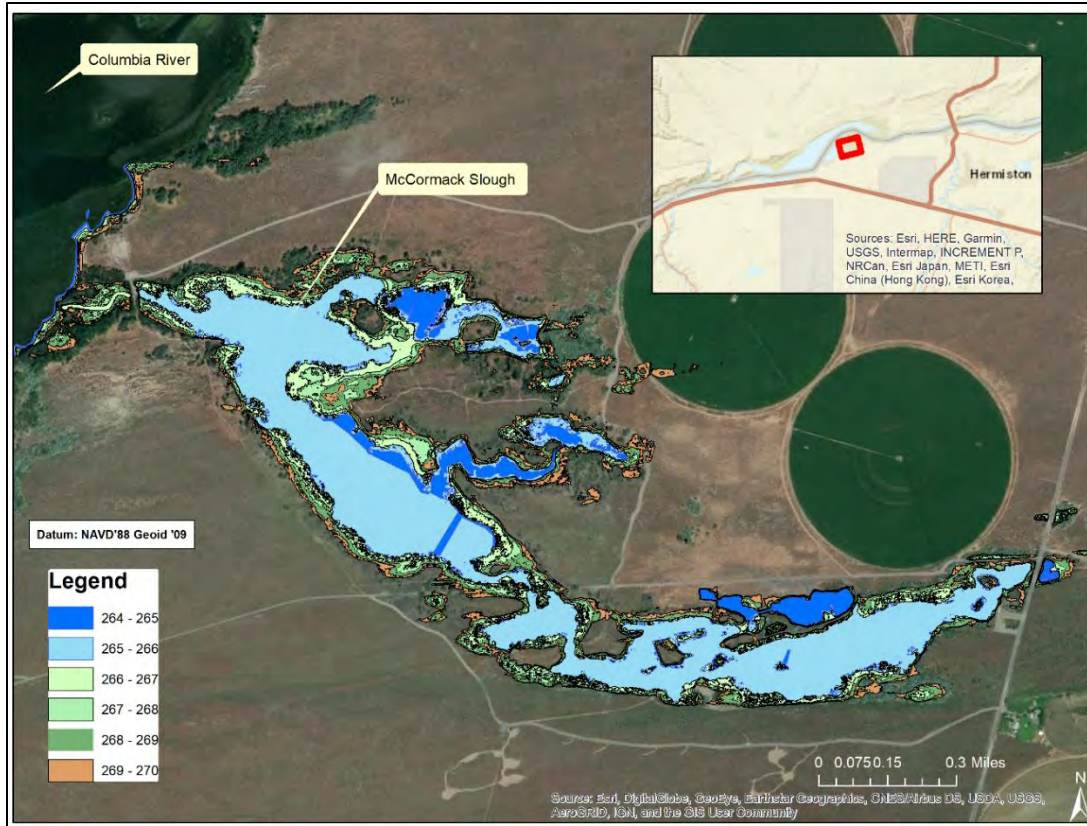 Columbia River
McCormack Slough
Hermiston
Sources: Esri, HERE, Garmin,
USGS, Intermap, INCREMENT P,
NRCan, Esri Japan, METI, Esri
China (Hong Kong), Esri Korea,
Datum: NAVD'88 Geoid '09
Legend
264 - 265
265 - 266
266 - 267
267 - 268
268 - 269
269 - 270
0 0.075 0.15 0.3 Miles
N
Source: Esri, DigitalGlobe, GeoEye, Earthstar Geographics, CNES/Airbus DS, USDA, USGS,
AeroGRID, IGN, and the GIS User Community